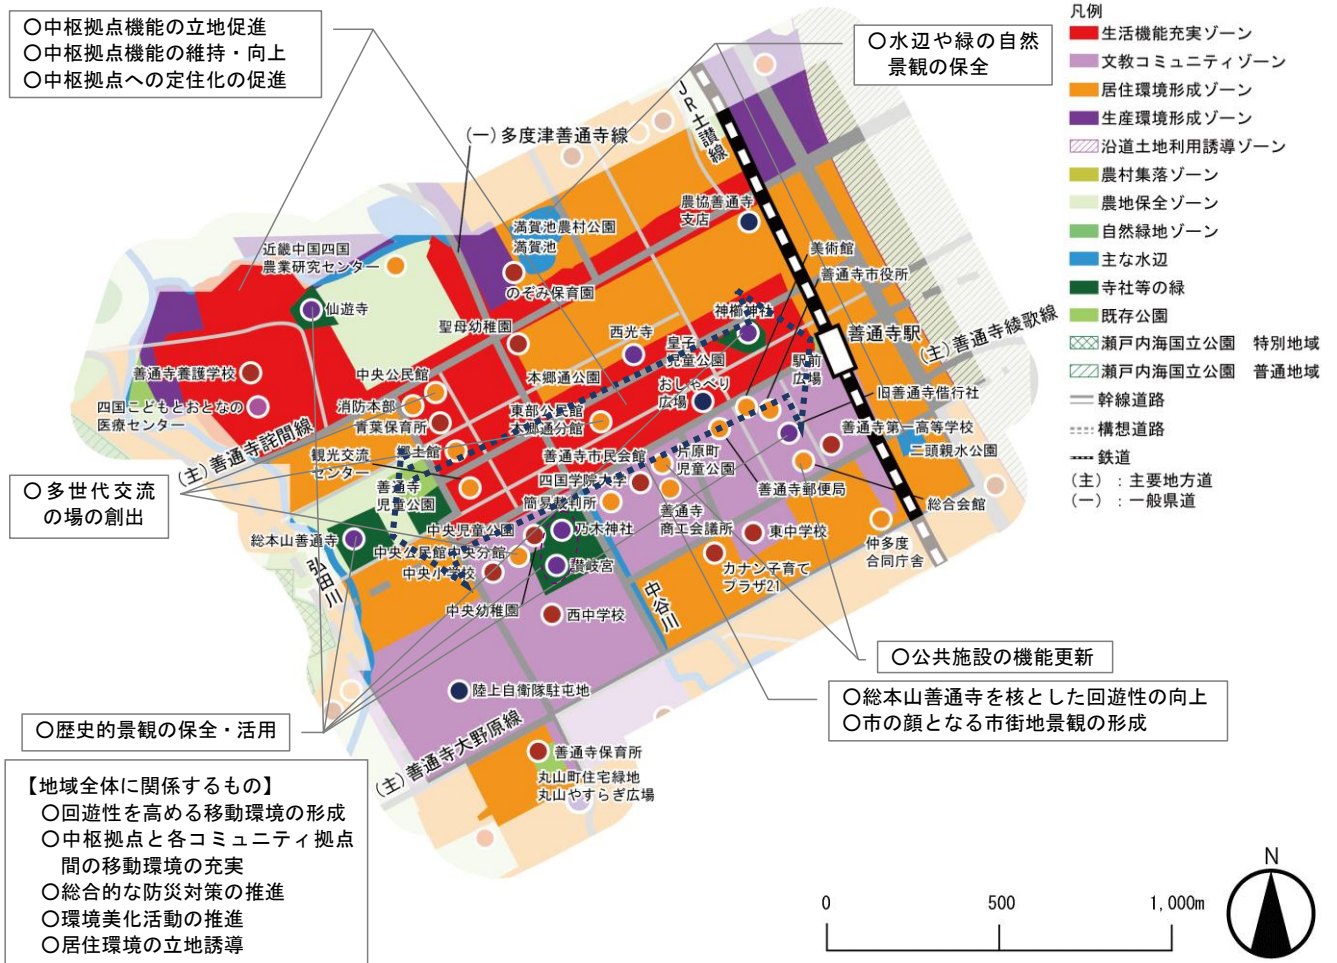 〇中枢拠点機能の立地促進
〇中枢拠点機能の維持・向上
〇中枢拠点への定住化の促進
〇水辺や緑の自然
景観の保全
凡例
生活機能充実ゾーン
文教コミュニティゾーン
居住環境形成ゾーン
生産環境形成ゾーン
沿道土地利用誘導ゾーン
農村集落ゾーン
農地保全ゾーン
自然緑地ゾーン
主な水辺
寺社等の緑
既存公園
瀬戸内海国立公園 特別地域
瀬戸内海国立公園 普通地域
幹線道路
構想道路
鉄道
(主)：主要地方道
(一)：一般県道
JR土讃線
(一)多度津善通寺線
農協善通寺
支店
満賀池農村公園
満賀池
近畿中国四国
農業研究センター
のぞみ保育園
美術館
善通寺市役所
仙遊寺
聖母幼稚園
西光寺
神櫛神社
皇子
児童公園
善通寺駅
(主)善通寺綾歌線
駅前
広場
善通寺養護学校
中央公民館
本郷通公園
おしゃべり
広場
旧善通寺偕行社
四国こどもとおとなの
医療センター
消防本部
青葉保育所
東部公民館
本郷通分館
善通寺第一高等学校
二頭親水公園
(主)善通寺詫間線
観光交流
センター
郷土館
善通寺市民会館
片原町
児童公園
善通寺
児童公園
四国学院大学
簡易裁判所
善通寺郵便局
総合会館
〇多世代交流
の場の創出
善通寺
商工会議所
総本山善通寺
中央児童公園
乃木神社
東中学校
仲多度
合同庁舎
弘田川
中央公民館中央分館
中央小学校
讃岐宮
カナン子育て
プラザ21
中央幼稚園
西中学校
中谷川
〇公共施設の機能更新
陸上自衛隊駐屯地
〇総本山善通寺を核とした回遊性の向上
〇市の顔となる市街地景観の形成
〇歴史的景観の保全・活用
(主)善通寺大野原線
善通寺保育所
丸山町住宅緑地
丸山やすらぎ広場
【地域全体に関係するもの】
〇回遊性を高める移動環境の形成
〇中枢拠点と各コミュニティ拠点
間の移動環境の充実
〇総合的な防災対策の推進
〇環境美化活動の推進
〇居住環境の立地誘導
N
0 500 1,000m